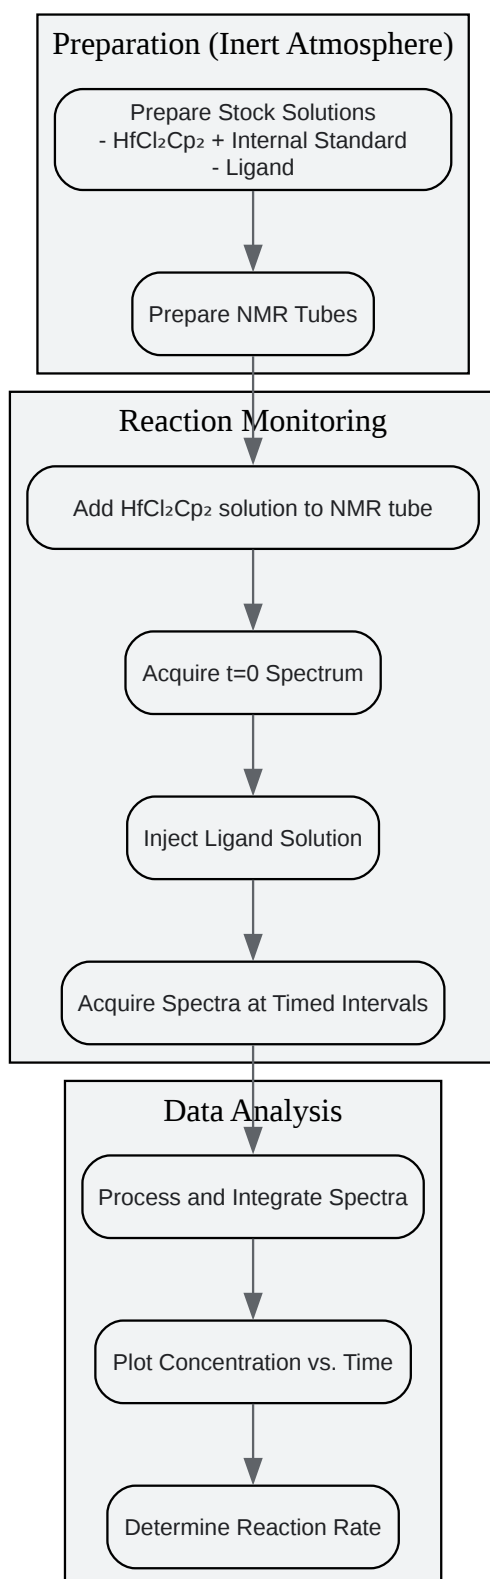 Preparation (Inert Atmosphere)
Prepare Stock Solutions
- HfCl₂Cp₂ + Internal Standard
- Ligand
Prepare NMR Tubes
Reaction Monitoring
Add HfCl₂Cp₂ solution to NMR tube
Acquire t=0 Spectrum
Inject Ligand Solution
Acquire Spectra at Timed Intervals
Data Analysis
Process and Integrate Spectra
Plot Concentration vs. Time
Determine Reaction Rate